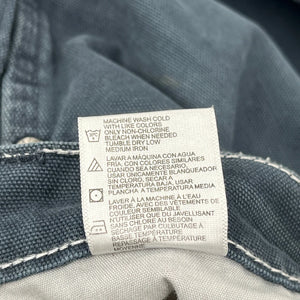 MACHINE WASH COLD
WITH LIKE COLORS
ONLY NON-CHLORINE
BLEACH WHEN NEEDED
TUMBLE DRY LOW
MEDIUM IRON
LAVAR A MÁQUINA CON AGUA
FRÍA, CON COLORES SIMILARES
USAR ÚNICAMENTE BLANQUEADOR
SIN CLORO, SECAR A
TEMPERATURA BAJA
PLANCHA A TEMPERATURA MEDIA
LAVER À LA MACHINE À L'EAU
FROIDE, AVEC DES VÊTEMENTS DE
COULEUR SEMBLABLE
N'UTILISER QUE DU JAVELLISANT
SANS CHLORE AU BESOIN
SÉCHAGE PAR CULBUTAGE À
BASSE TEMPÉRATURE
REPASSAGE À TEMPÉRATURE
MOYENNE